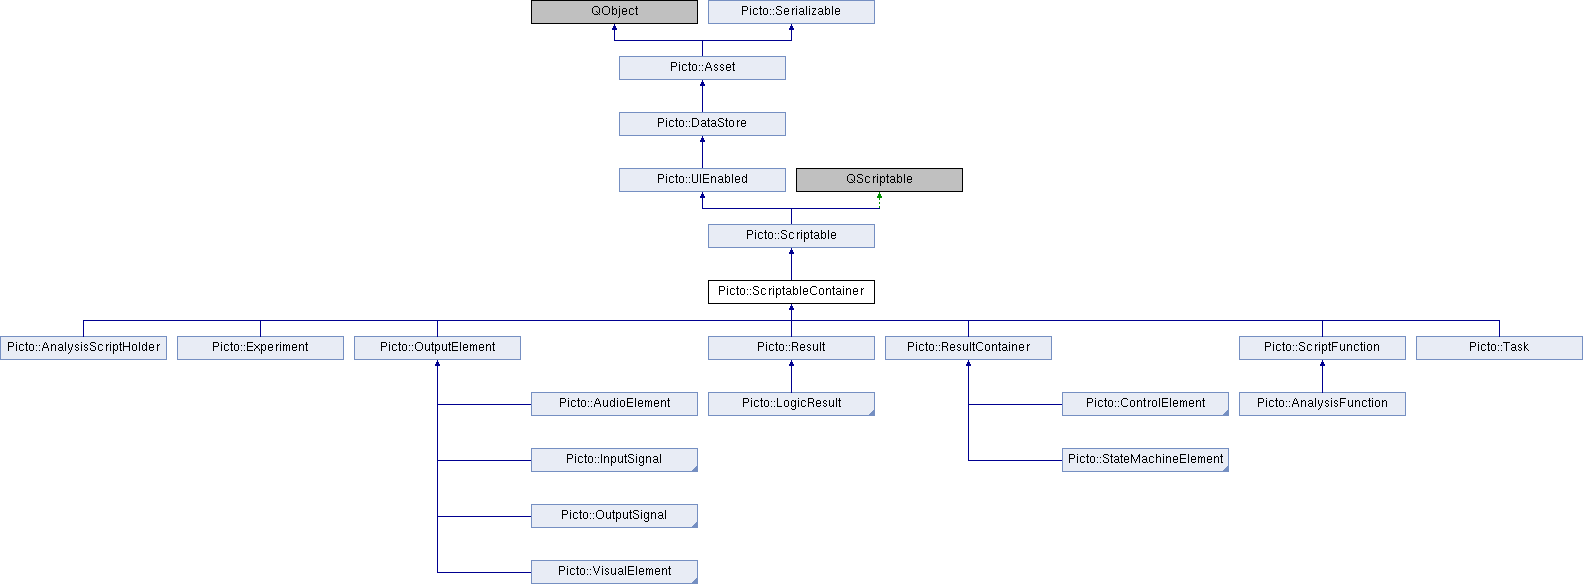 QObject
Picto::Serializable
Picto::Asset
Picto::DataStore
Picto::UIEnabled
QScriptable
Picto::Scriptable
Picto::ScriptableContainer
Picto::AnalysisScriptHolder
Picto::Experiment
Picto::OutputElement
Picto::Result
Picto::ResultContainer
Picto::ScriptFunction
Picto::Task
Picto::AudioElement
Picto::LogicResult
Picto::ControlElement
Picto::AnalysisFunction
Picto::InputSignal
Picto::StateMachineElement
Picto::OutputSignal
Picto::VisualElement